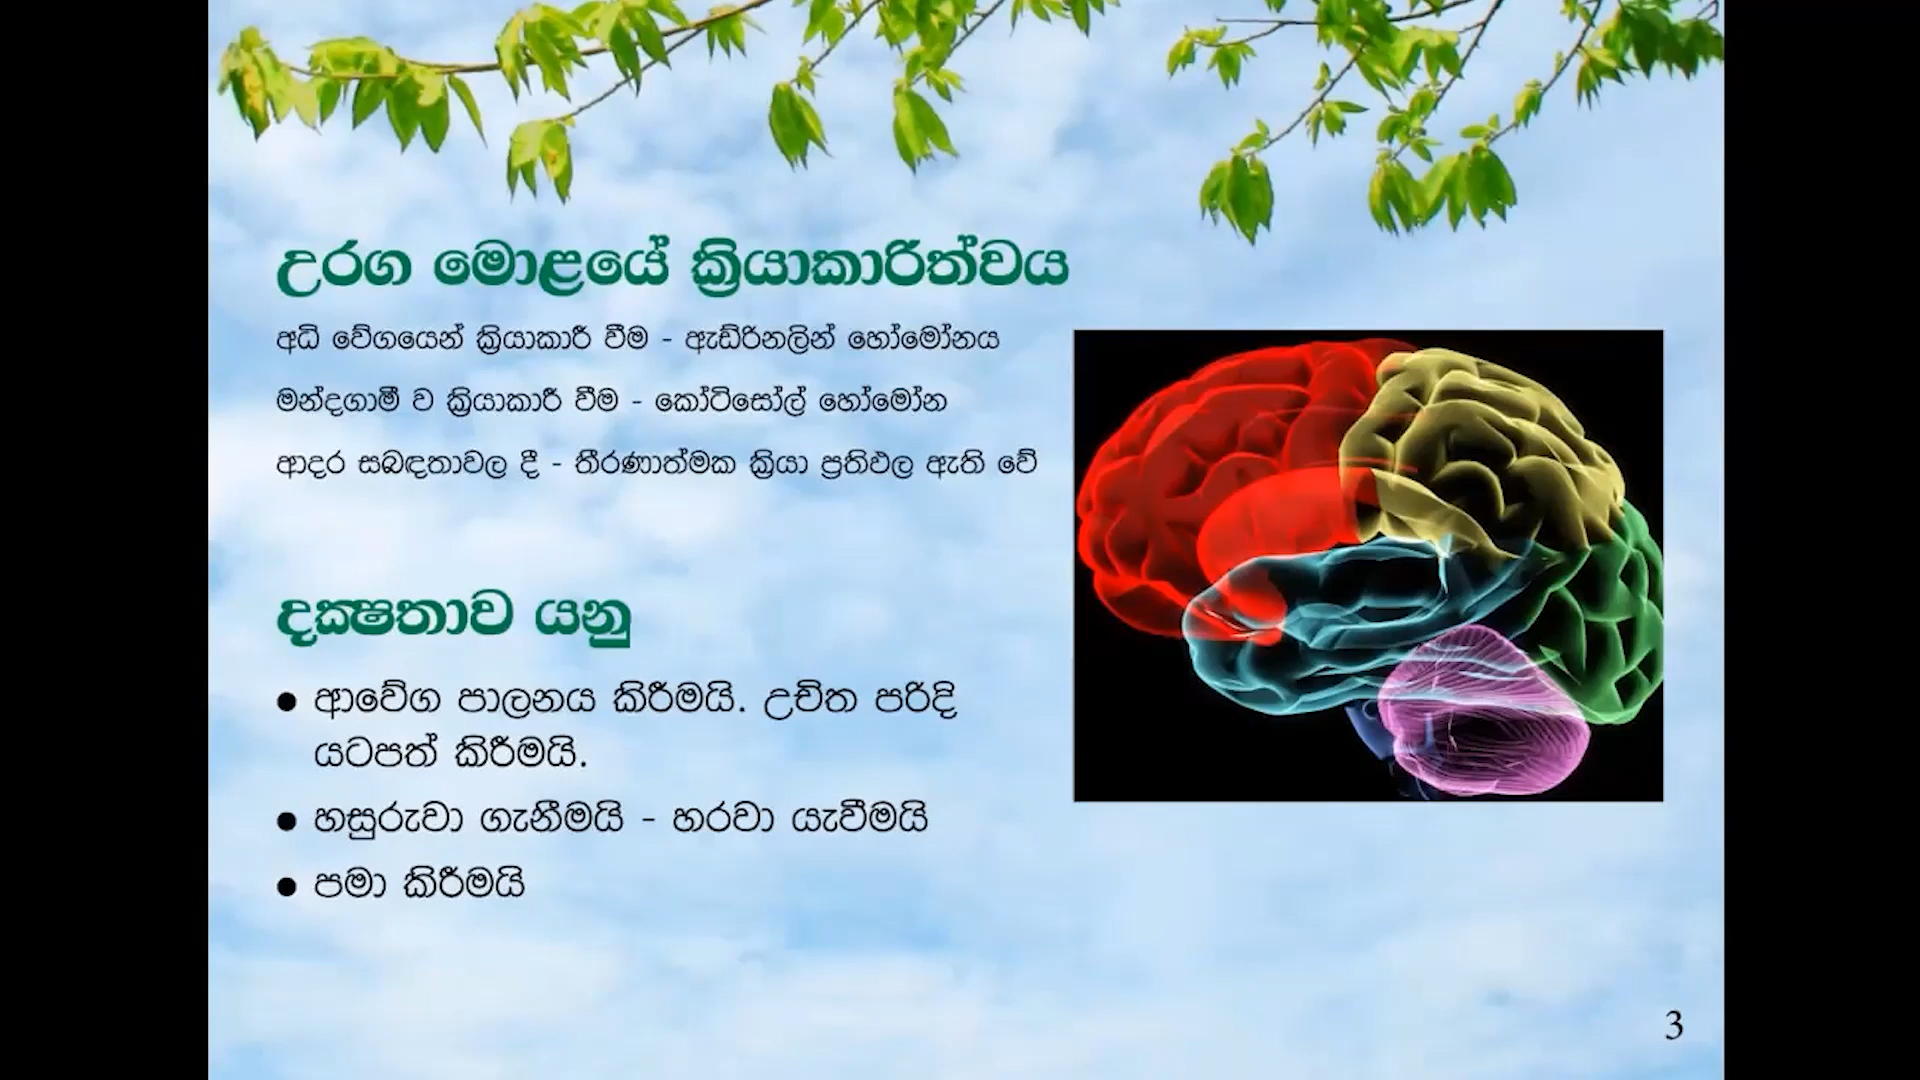 උරග මොළයේ ක්‍රියාකාරිත්වය
අධි වේගයෙන් ක්‍රියාකාරී වීම - ඇඩ්රිනලින් හෝමෝනය
මන්දගාමී ව ක්‍රියාකාරී වීම - කෝටිසෝල් හෝමෝන
ආදර සබඳතාවල දී - තීරණාත්මක ක්‍රියා ප්‍රතිඵල ඇති වේ
දක්‍ෂතාව යනු
● ආවේග පාලනය කිරීමයි. උචිත පරිදි
යටපත් කිරීමයි.
● හසුරුවා ගැනීමයි - හරවා යැවීමයි
● පමා කිරීමයි
3